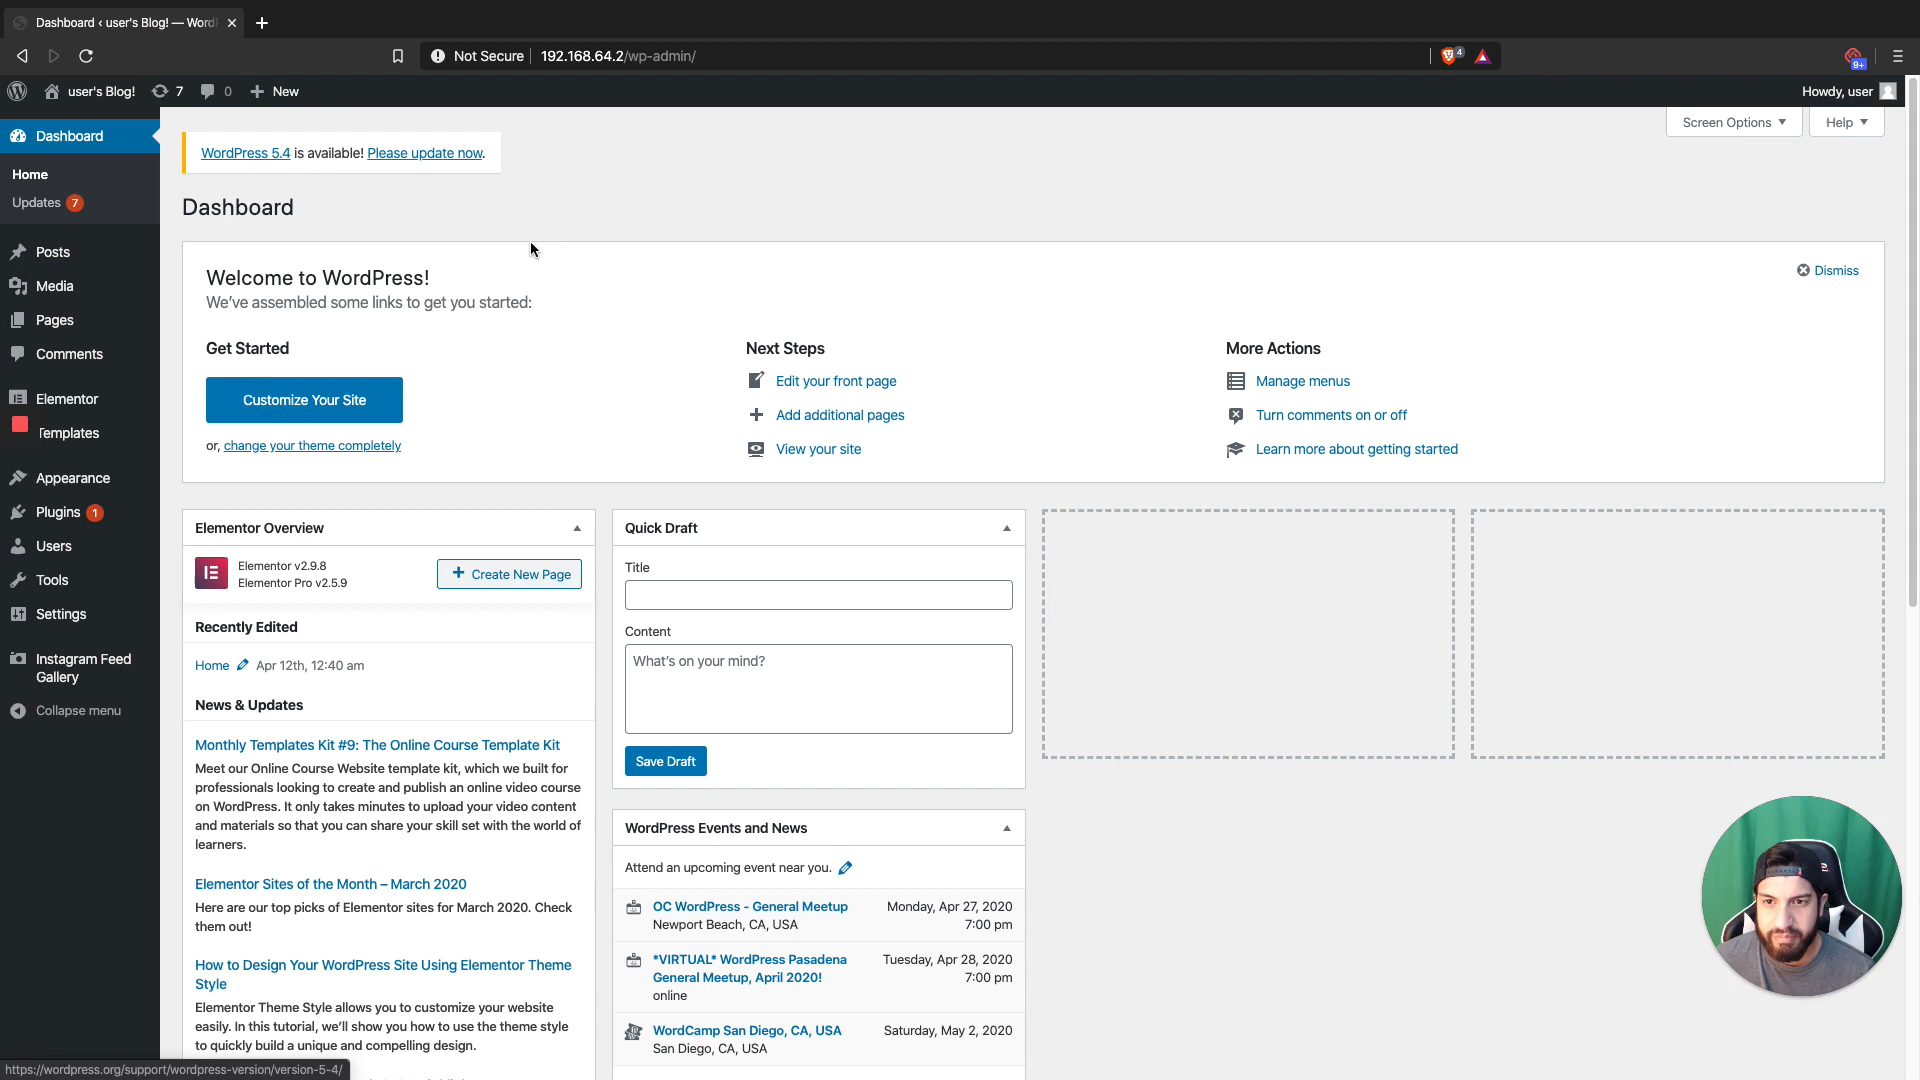 Dashboard ‹ user's Blog! — Word
Not Secure 192.168.64.2/wp-admin/
4
9+
user's Blog! 7 0 New
Howdy, user
Screen Options
Help
Dashboard
Home
Updates 7
Posts
Media
Pages
Comments
Elementor
Templates
Appearance
Plugins 1
Users
Tools
Settings
Instagram Feed
Gallery
Collapse menu
WordPress 5.4 is available! Please update now.
Dashboard
Welcome to WordPress!
We've assembled some links to get you started:
Dismiss
Get Started
Customize Your Site
or, change your theme completely
Next Steps
Edit your front page
Add additional pages
View your site
More Actions
Manage menus
Turn comments on or off
Learn more about getting started
Elementor Overview
Elementor v2.9.8
Elementor Pro v2.5.9
Create New Page
Recently Edited
Home Apr 12th, 12:40 am
News & Updates
Monthly Templates Kit #9: The Online Course Template Kit
Meet our Online Course Website template kit, which we built for
professionals looking to create and publish an online video course
on WordPress. It only takes minutes to upload your video content
and materials so that you can share your skill set with the world of
learners.
Elementor Sites of the Month – March 2020
Here are our top picks of Elementor sites for March 2020. Check
them out!
How to Design Your WordPress Site Using Elementor Theme
Style
Elementor Theme Style allows you to customize your website
easily. In this tutorial, we'll show you how to use the theme style
to quickly build a unique and compelling design.
Quick Draft
Title
Content
What's on your mind?
Save Draft
WordPress Events and News
Attend an upcoming event near you.
OC WordPress - General Meetup
Newport Beach, CA, USA
Monday, Apr 27, 2020
7:00 pm
*VIRTUAL* WordPress Pasadena
General Meetup, April 2020!
online
Tuesday, Apr 28, 2020
7:00 pm
WordCamp San Diego, CA, USA
San Diego, CA, USA
Saturday, May 2, 2020
https://wordpress.org/support/wordpress-version/version-5-4/